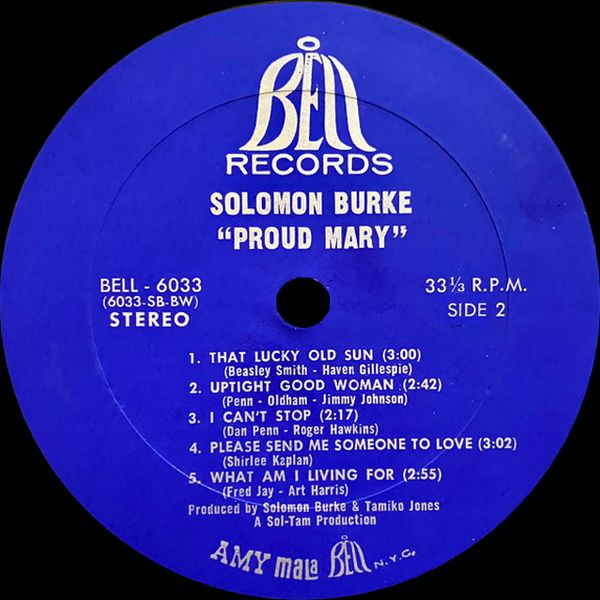 BELL
RECORDS
SOLOMON BURKE
“PROUD MARY”
BELL - 6033
(6033-SB-BW)
STEREO
33⅓ R.P.M.
SIDE 2
1. THAT LUCKY OLD SUN (3:00)
(Beasley Smith - Haven Gillespie)
2. UPTIGHT GOOD WOMAN (2:42)
(Penn - Oldham - Jimmy Johnson)
3. I CAN'T STOP (2:17)
(Dan Penn - Roger Hawkins)
4. PLEASE SEND ME SOMEONE TO LOVE (3:02)
(Shirlee Kaplan)
5. WHAT AM I LIVING FOR (2:55)
(Fred Jay - Art Harris)
Produced by Solomon Burke & Tamiko Jones
A Sol-Tam Production
AMY mala BELL N.Y.C.